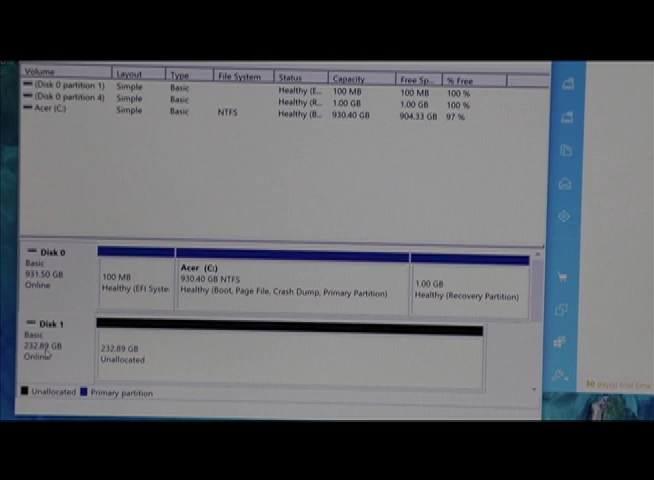 Volume Layout Type File System Status Capacity Free Sp... % Free
(Disk 0 partition 1) Simple Basic Healthy (E... 100 MB 100 MB 100 %
(Disk 0 partition 4) Simple Basic Healthy (R... 1.00 GB 1.00 GB 100 %
Acer (C:) Simple Basic NTFS Healthy (B... 930.40 GB 904.33 GB 97 %
Disk 0
Basic
931.50 GB
Online
100 MB
Healthy (EFI Syste
Acer (C:)
930.40 GB NTFS
Healthy (Boot, Page File, Crash Dump, Primary Partition)
1.00 GB
Healthy (Recovery Partition)
Disk 1
Basic
232.89 GB
Online
232.89 GB
Unallocated
Unallocated Primary partition
30 day(s) free time